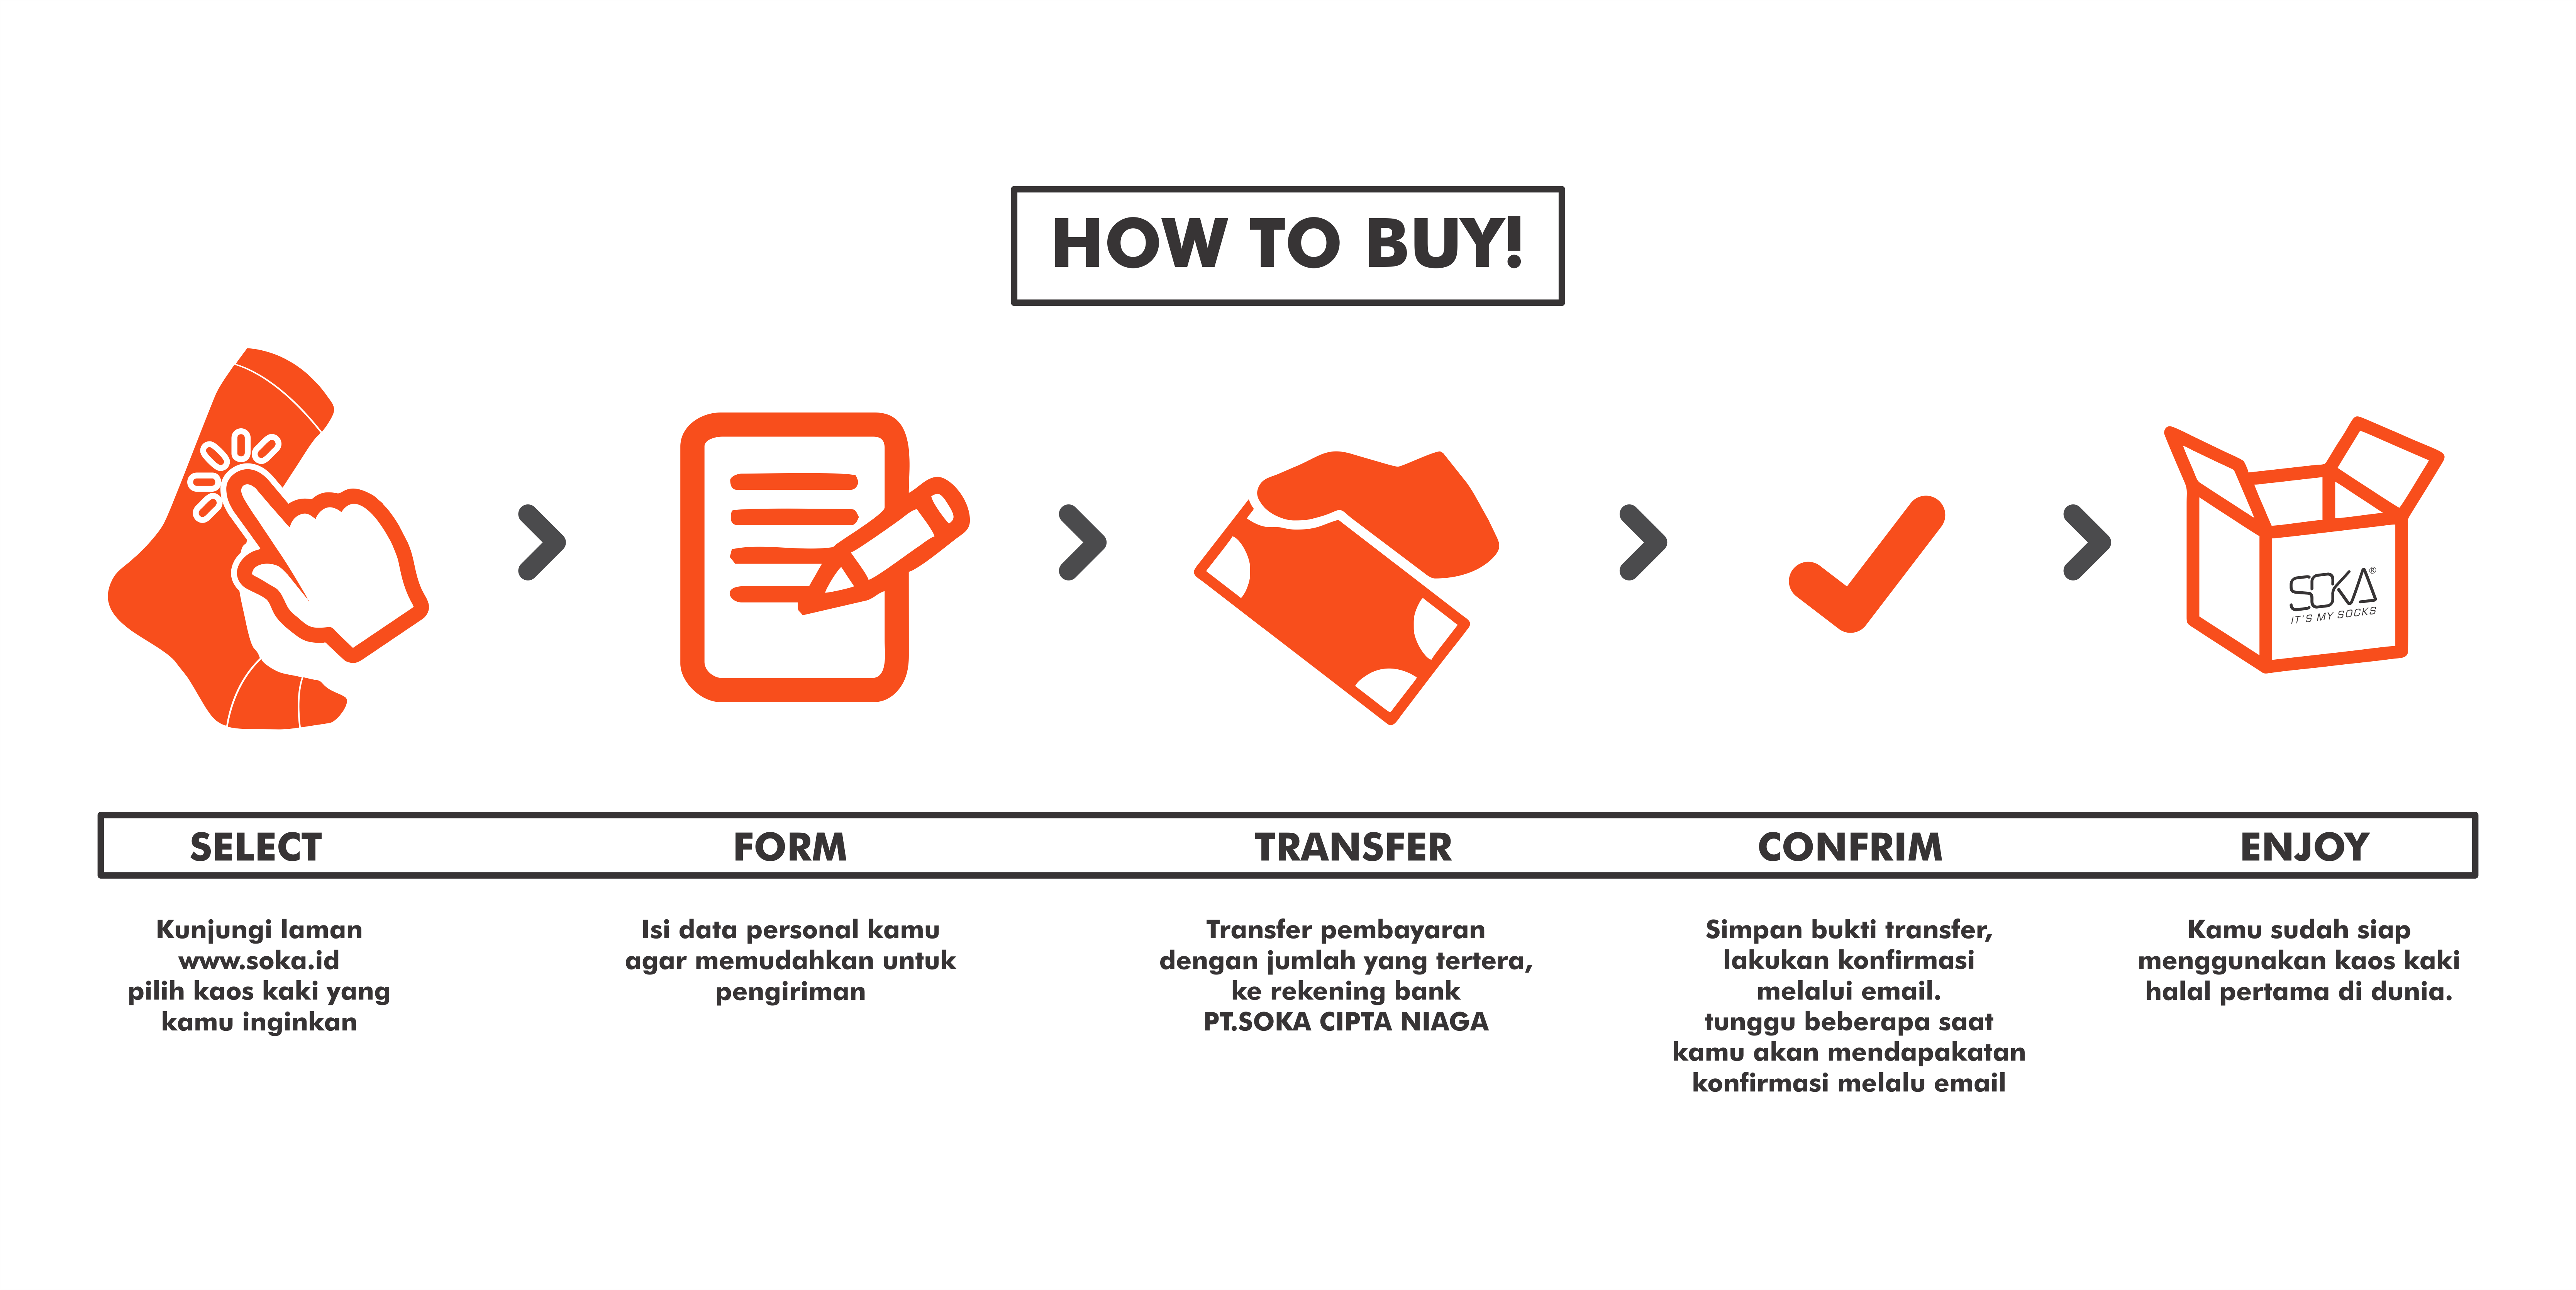 HOW TO BUY!
SOKA®
IT'S MY SOCKS
SELECT
FORM
TRANSFER
CONFRIM
ENJOY
Kunjungi laman
www.soka.id
pilih kaos kaki yang
kamu inginkan
Isi data personal kamu
agar memudahkan untuk
pengiriman
Transfer pembayaran
dengan jumlah yang tertera,
ke rekening bank
PT.SOKA CIPTA NIAGA
Simpan bukti transfer,
lakukan konfirmasi
melalui email.
tunggu beberapa saat
kamu akan mendapakatan
konfirmasi melalu email
Kamu sudah siap
menggunakan kaos kaki
halal pertama di dunia.